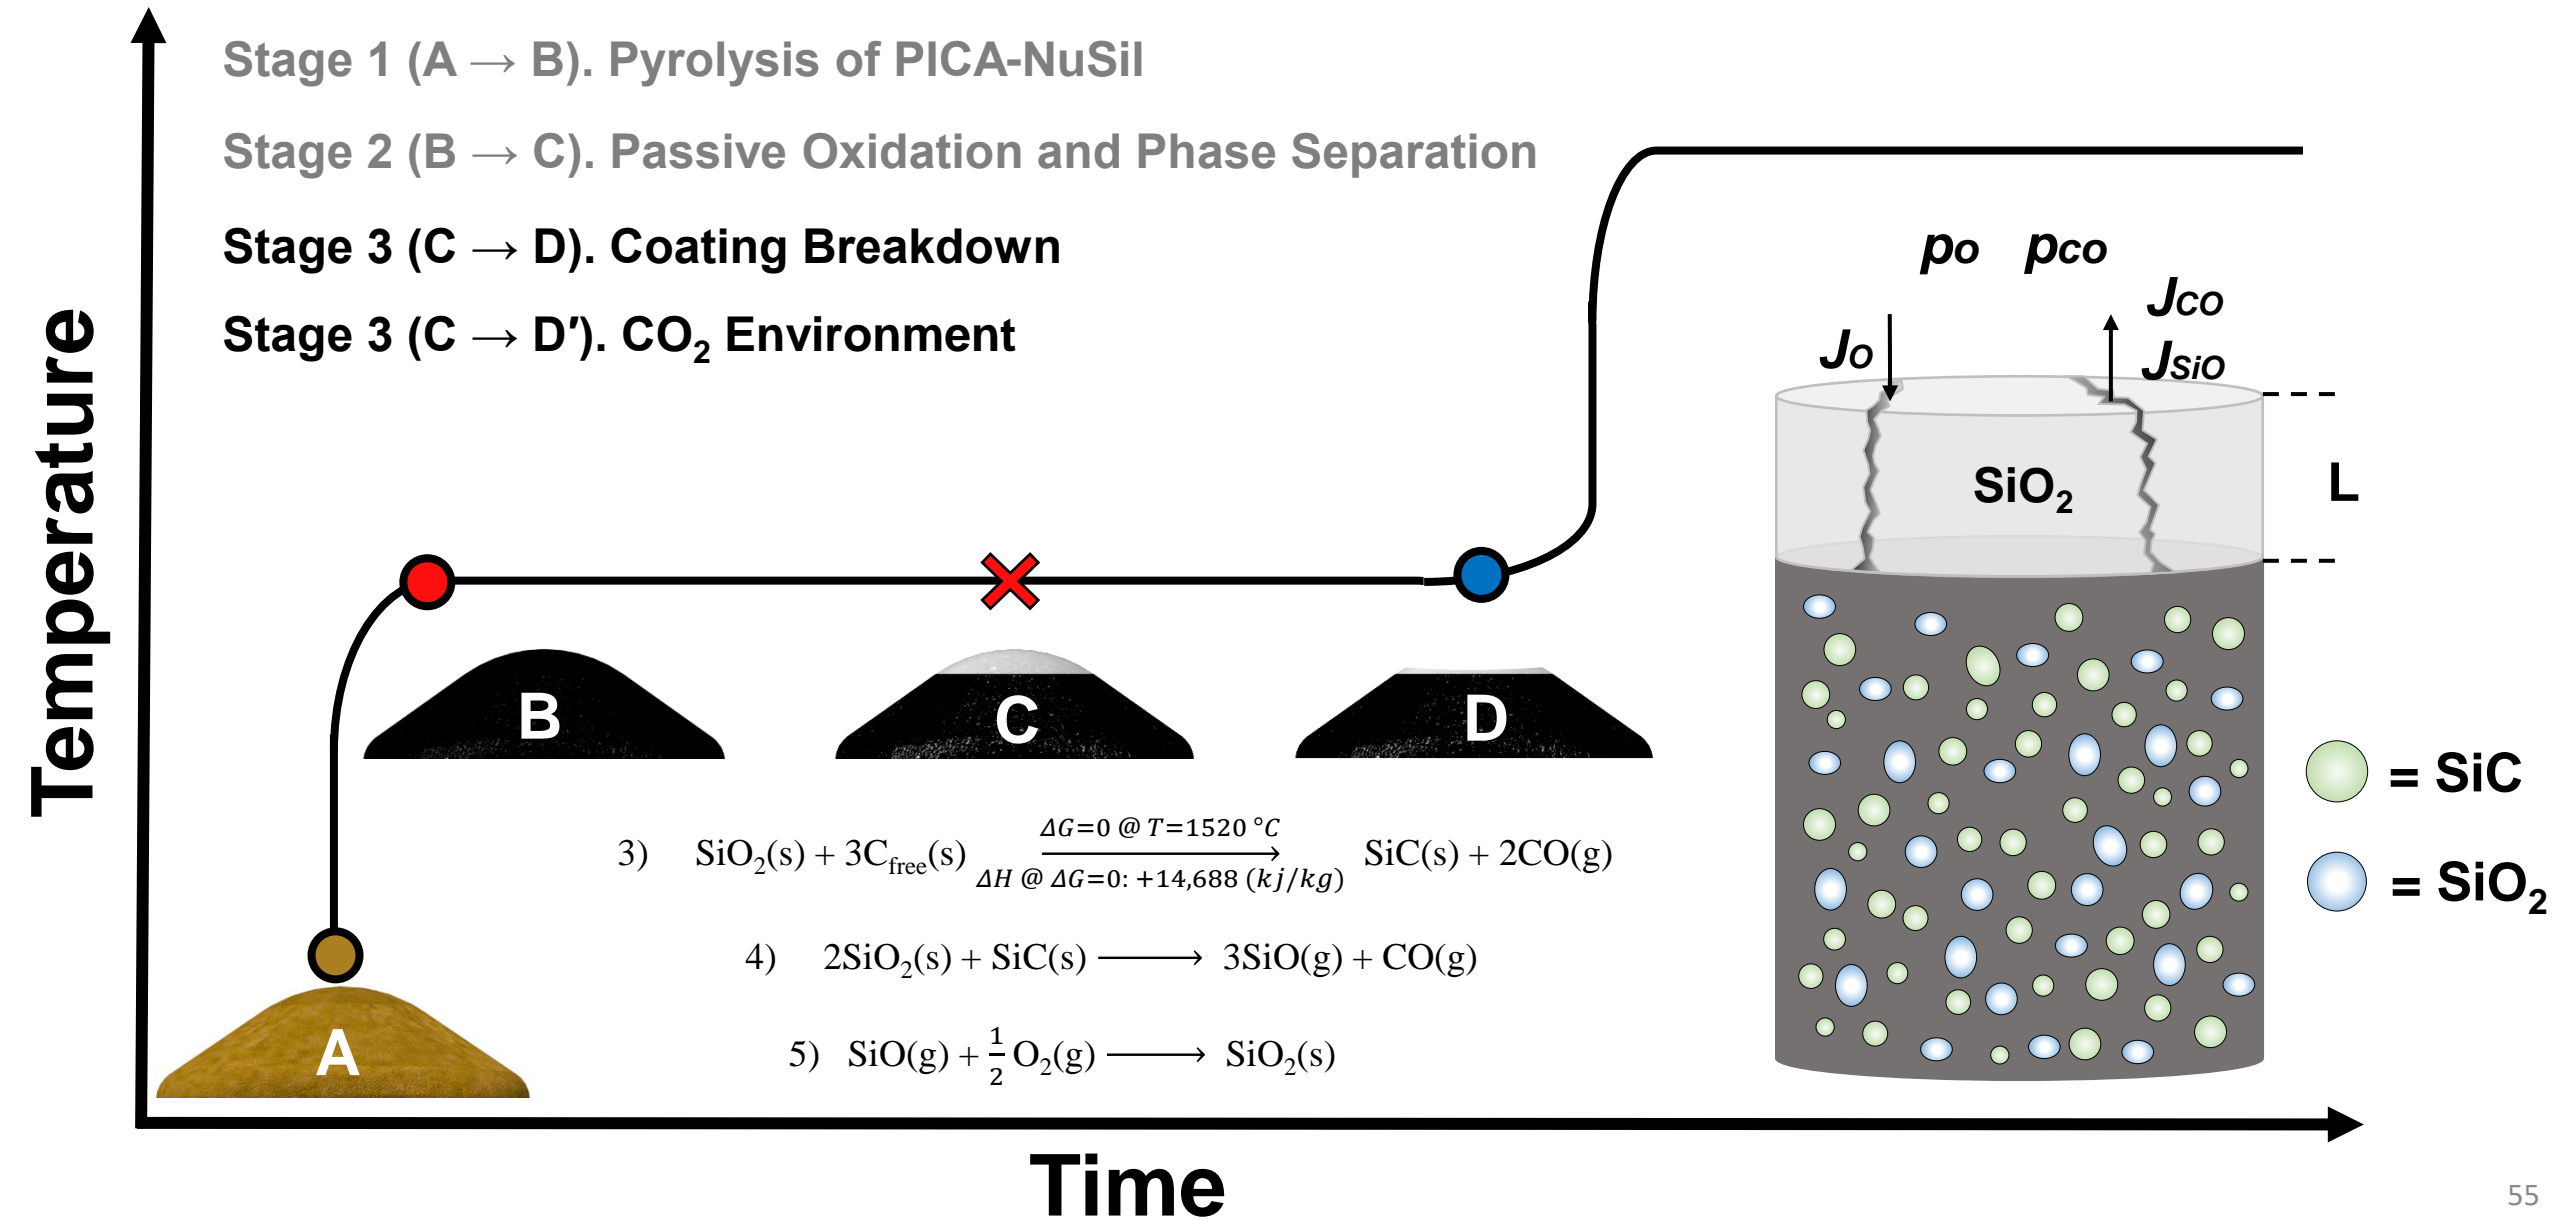 Stage 1 (A → B). Pyrolysis of PICA-NuSil
Stage 2 (B → C). Passive Oxidation and Phase Separation
Stage 3 (C → D). Coating Breakdown
Stage 3 (C → D′). CO₂ Environment
Temperature
pO pCO
JO
JCO
JSiO
SiO₂
L
B
C
D
A
= SiC
= SiO₂
3) SiO₂(s) + 3C_free(s) ⟶ SiC(s) + 2CO(g)
ΔG=0 @ T=1520 °C
ΔH @ ΔG=0: +14,688 (kj/kg)
4) 2SiO₂(s) + SiC(s) ⟶ 3SiO(g) + CO(g)
5) SiO(g) + 1/2 O₂(g) ⟶ SiO₂(s)
Time
55